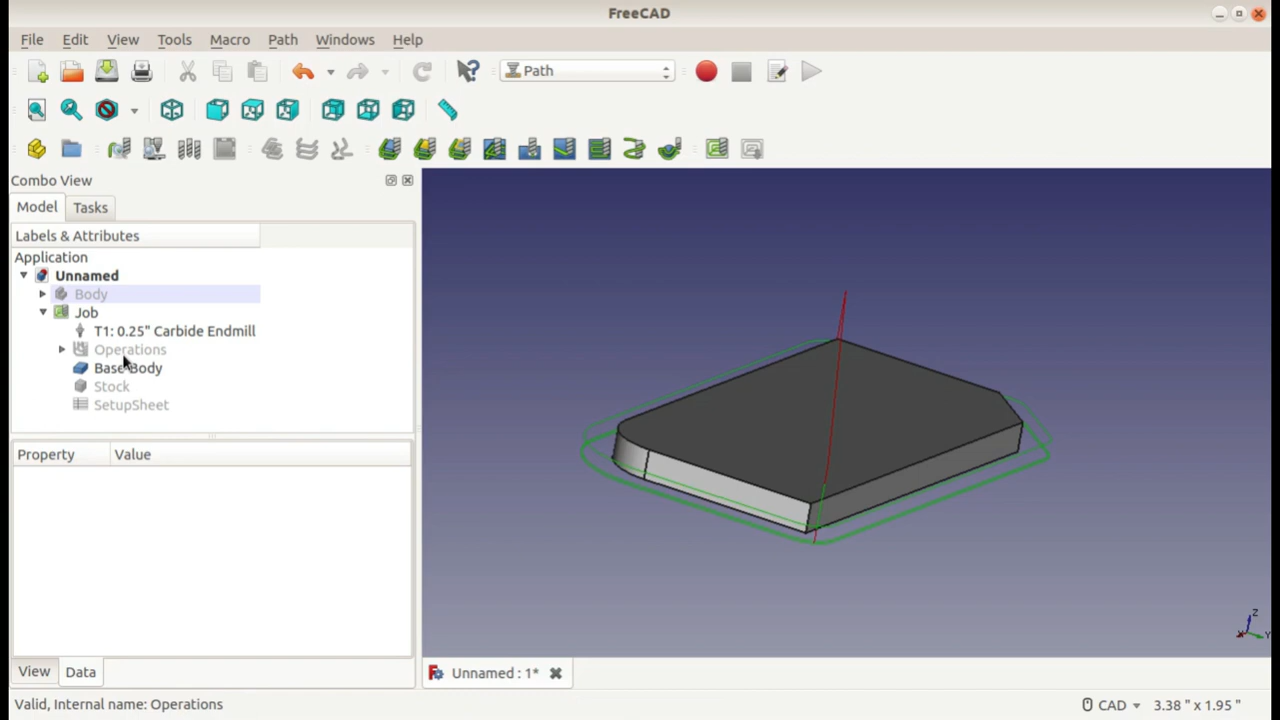 FreeCAD
File Edit View Tools Macro Path Windows Help
Path
Combo View
Model Tasks
Labels & Attributes
Application
Unnamed
Body
Job
T1: 0.25" Carbide Endmill
Operations
Base-Body
Stock
SetupSheet
Property Value
Z
X Y
View Data
Unnamed : 1*
Valid, Internal name: Operations
CAD 3.38 " x 1.95 "